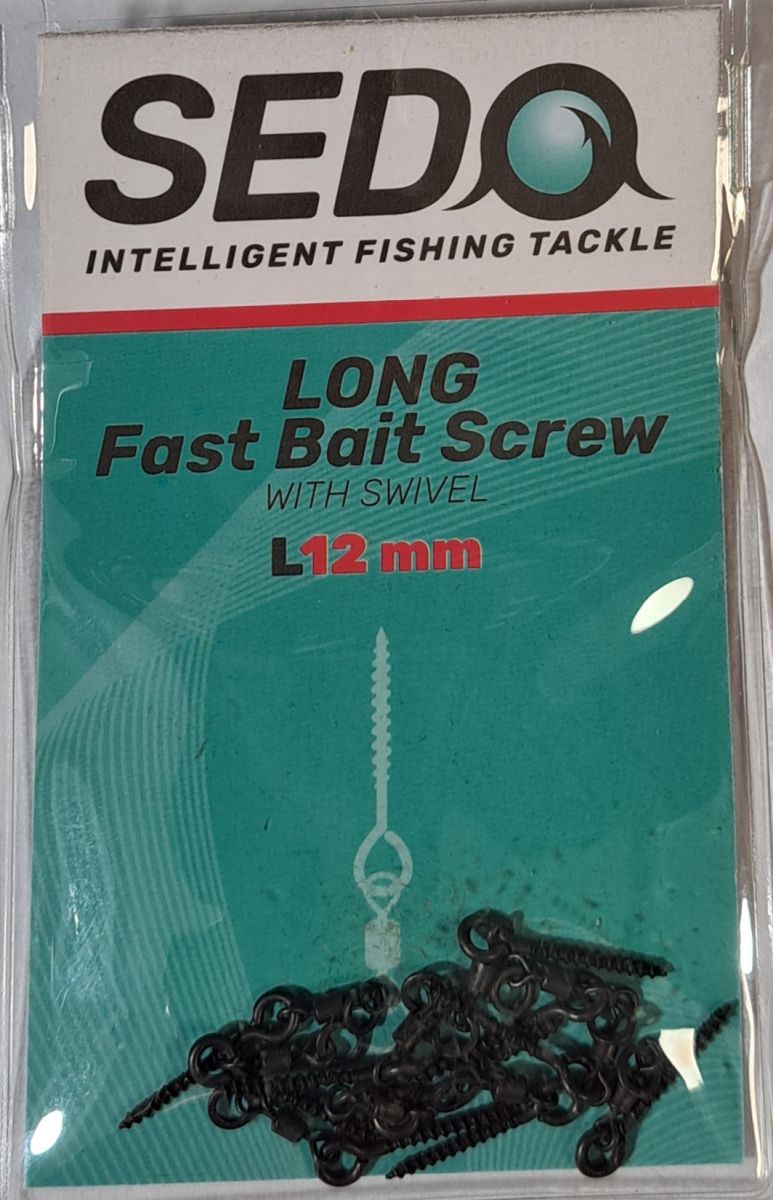 SEDO
INTELLIGENT FISHING TACKLE
LONG
Fast Bait Screw
WITH SWIVEL
L12 mm